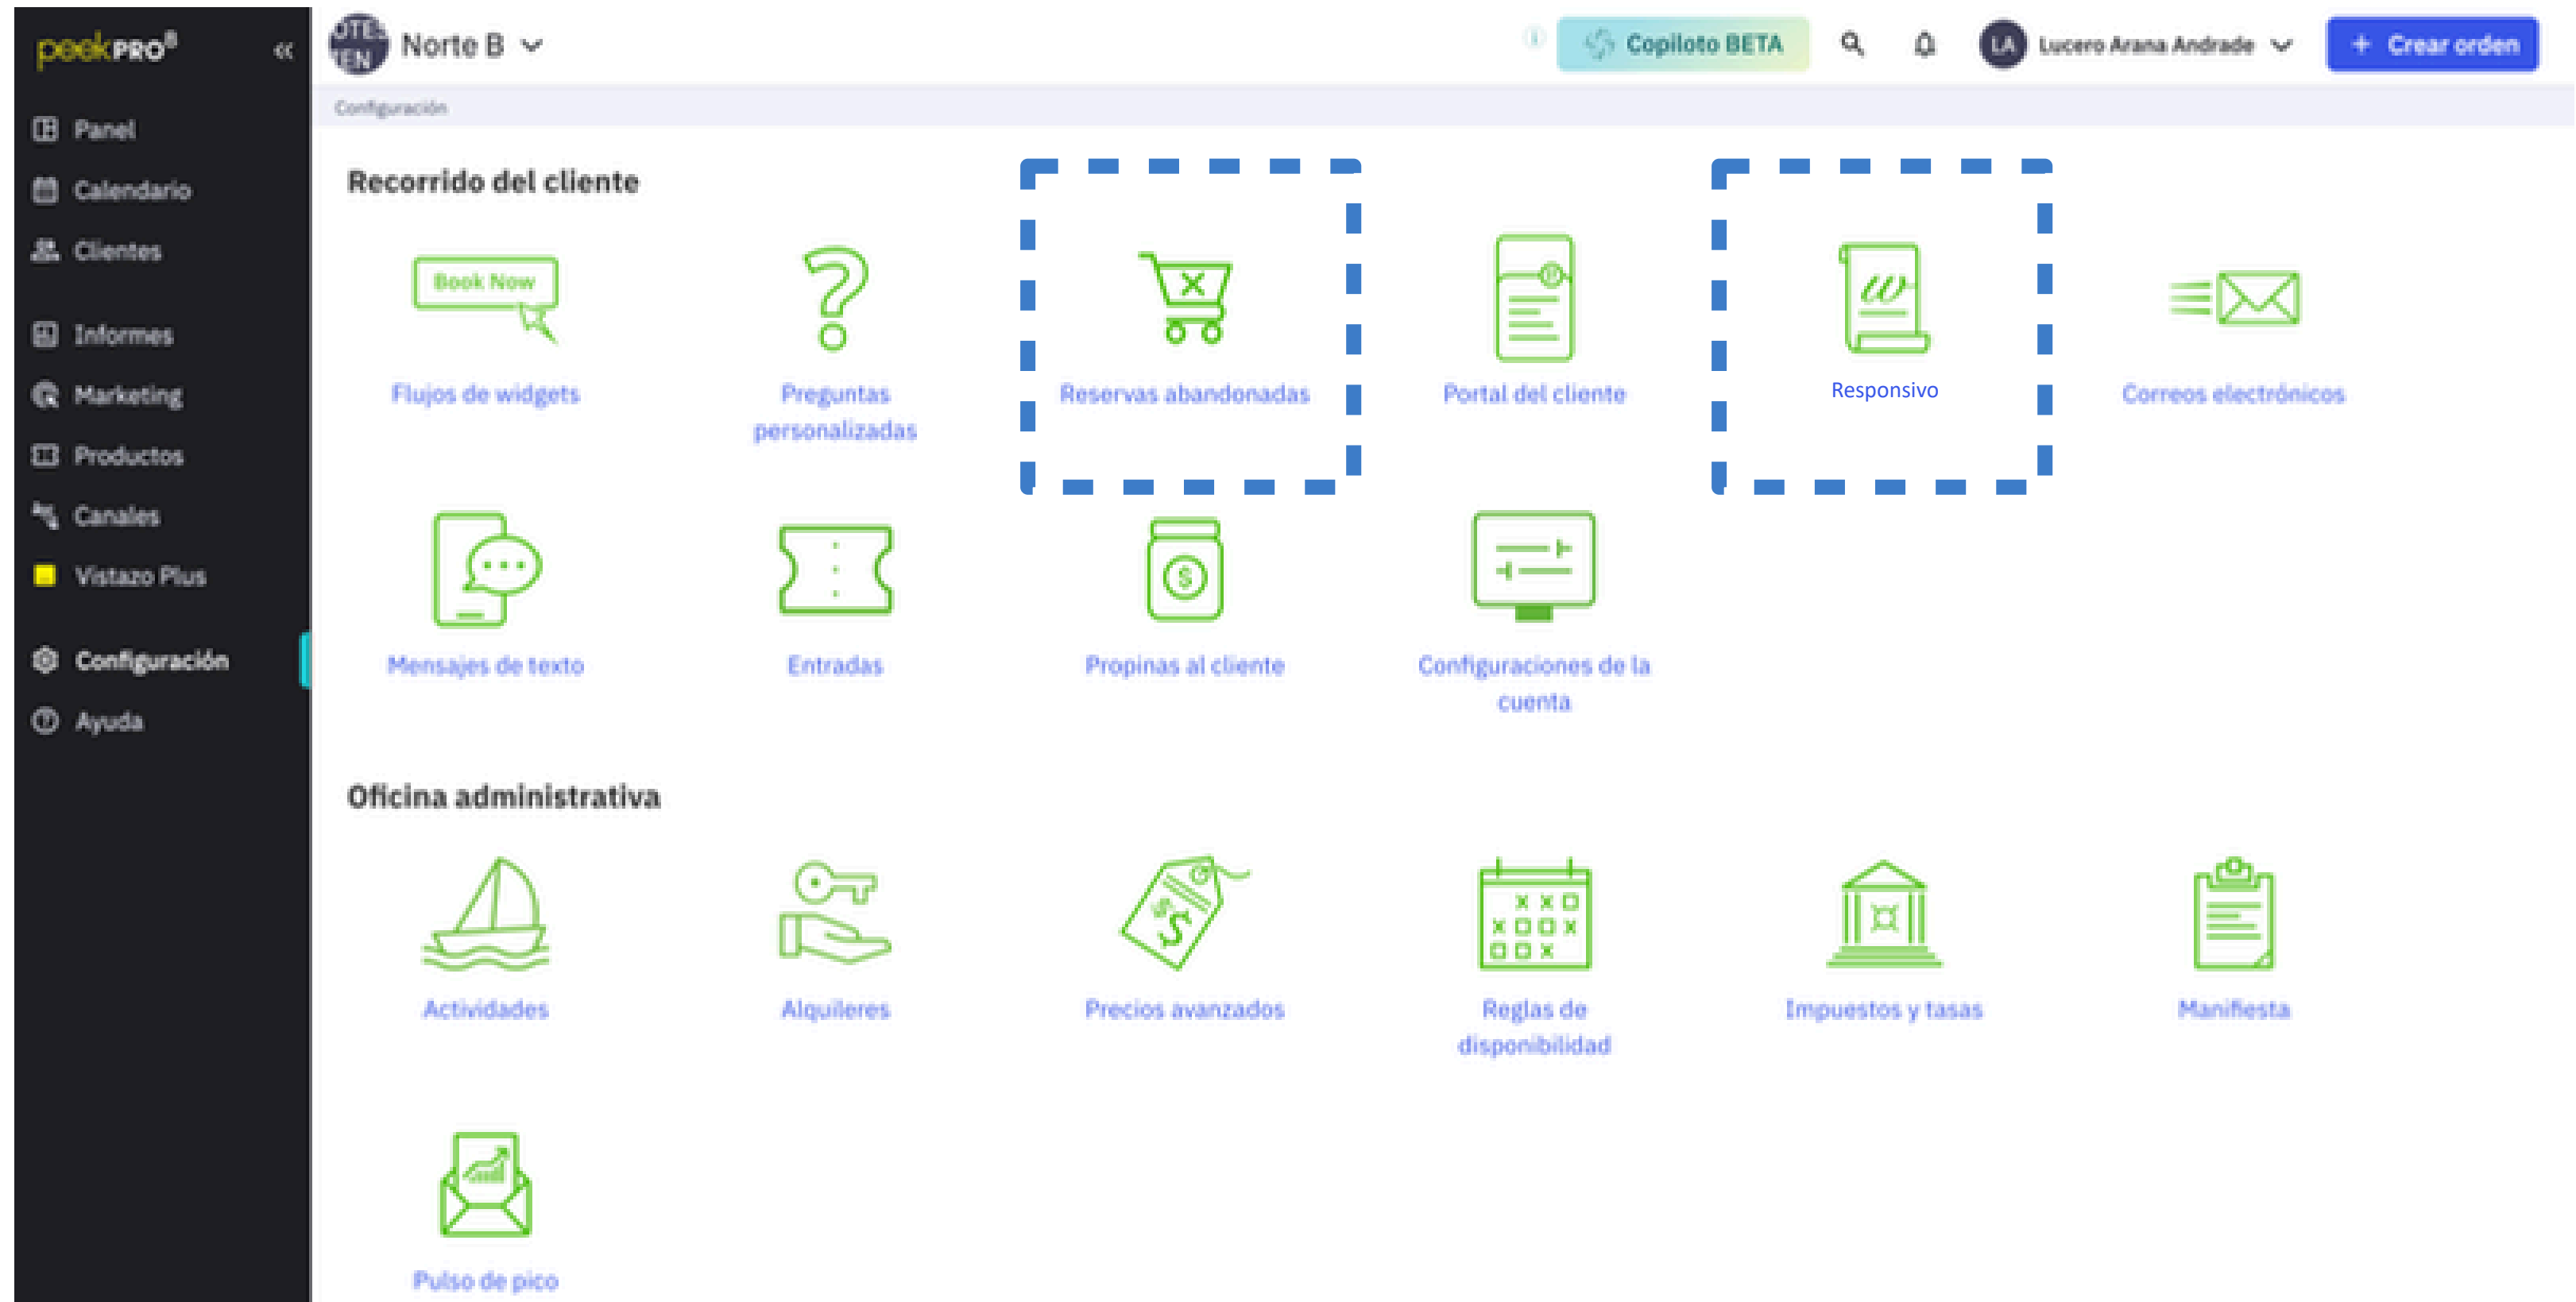 peek PRO
Norte B
Copiloto BETA
LA
Lucero Arana Andrade
+ Crear orden
Configuración
Panel
Calendario
Clientes
Informes
Marketing
Productos
Canales
Vistazo Plus
Configuración
Ayuda
Recorrido del cliente
Book Now
Flujos de widgets
Preguntas
personalizadas
Reservas abandonadas
Portal del cliente
Responsivo
Correos electrónicos
Mensajes de texto
Entradas
Propinas al cliente
Configuraciones de la
cuenta
Oficina administrativa
Actividades
Alquileres
Precios avanzados
Reglas de
disponibilidad
Impuestos y tasas
Manifiesta
Pulso de pico